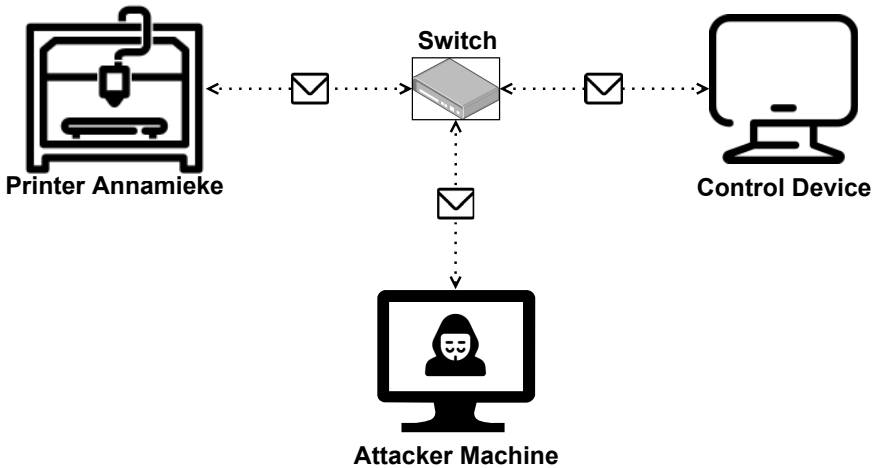 Switch
Printer Annamieke
Control Device
Attacker Machine